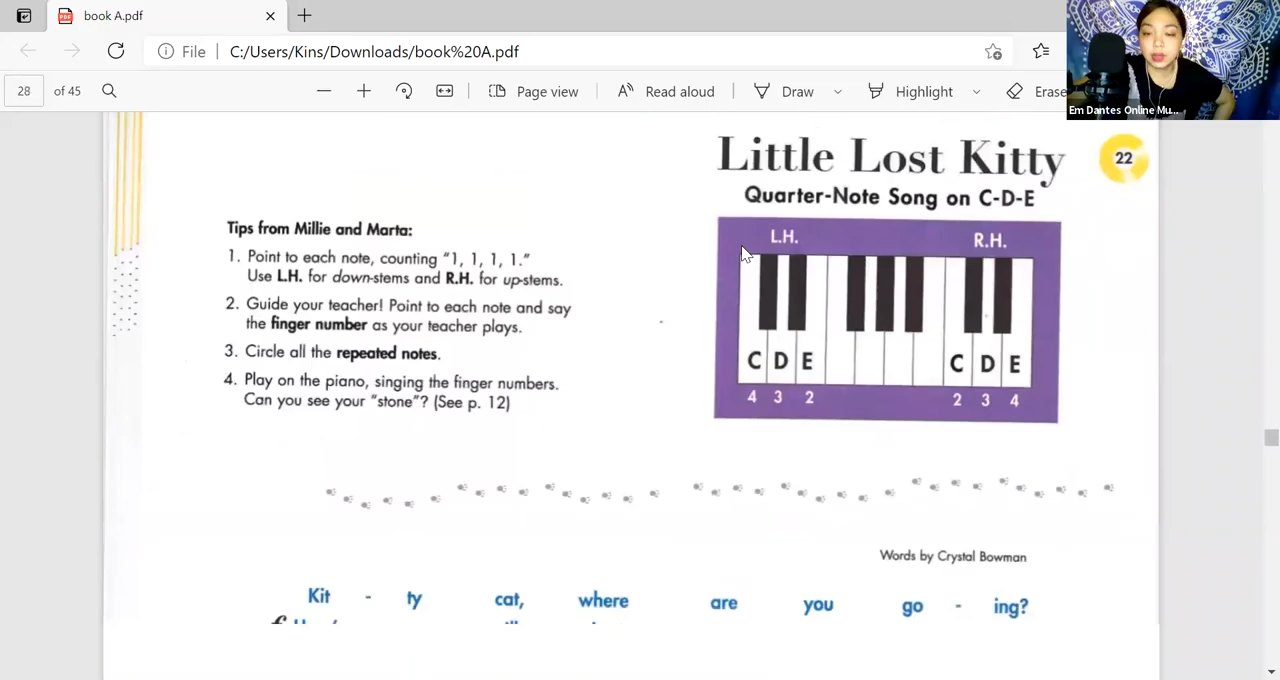 book A.pdf
File
C:/Users/Kins/Downloads/book%20A.pdf
28 of 45
Page view
Read aloud
Draw
Highlight
Erase
Em Dantes Online Mu...
Little Lost Kitty
22
Quarter-Note Song on C-D-E
Tips from Millie and Marta:
1. Point to each note, counting "1, 1, 1, 1."
Use L.H. for down-stems and R.H. for up-stems.
2. Guide your teacher! Point to each note and say
the finger number as your teacher plays.
3. Circle all the repeated notes.
4. Play on the piano, singing the finger numbers.
Can you see your "stone"? (See p. 12)
L.H. R.H.
C D E C D E
4 3 2 2 3 4
Words by Crystal Bowman
Kit - ty cat, where are you go - ing?